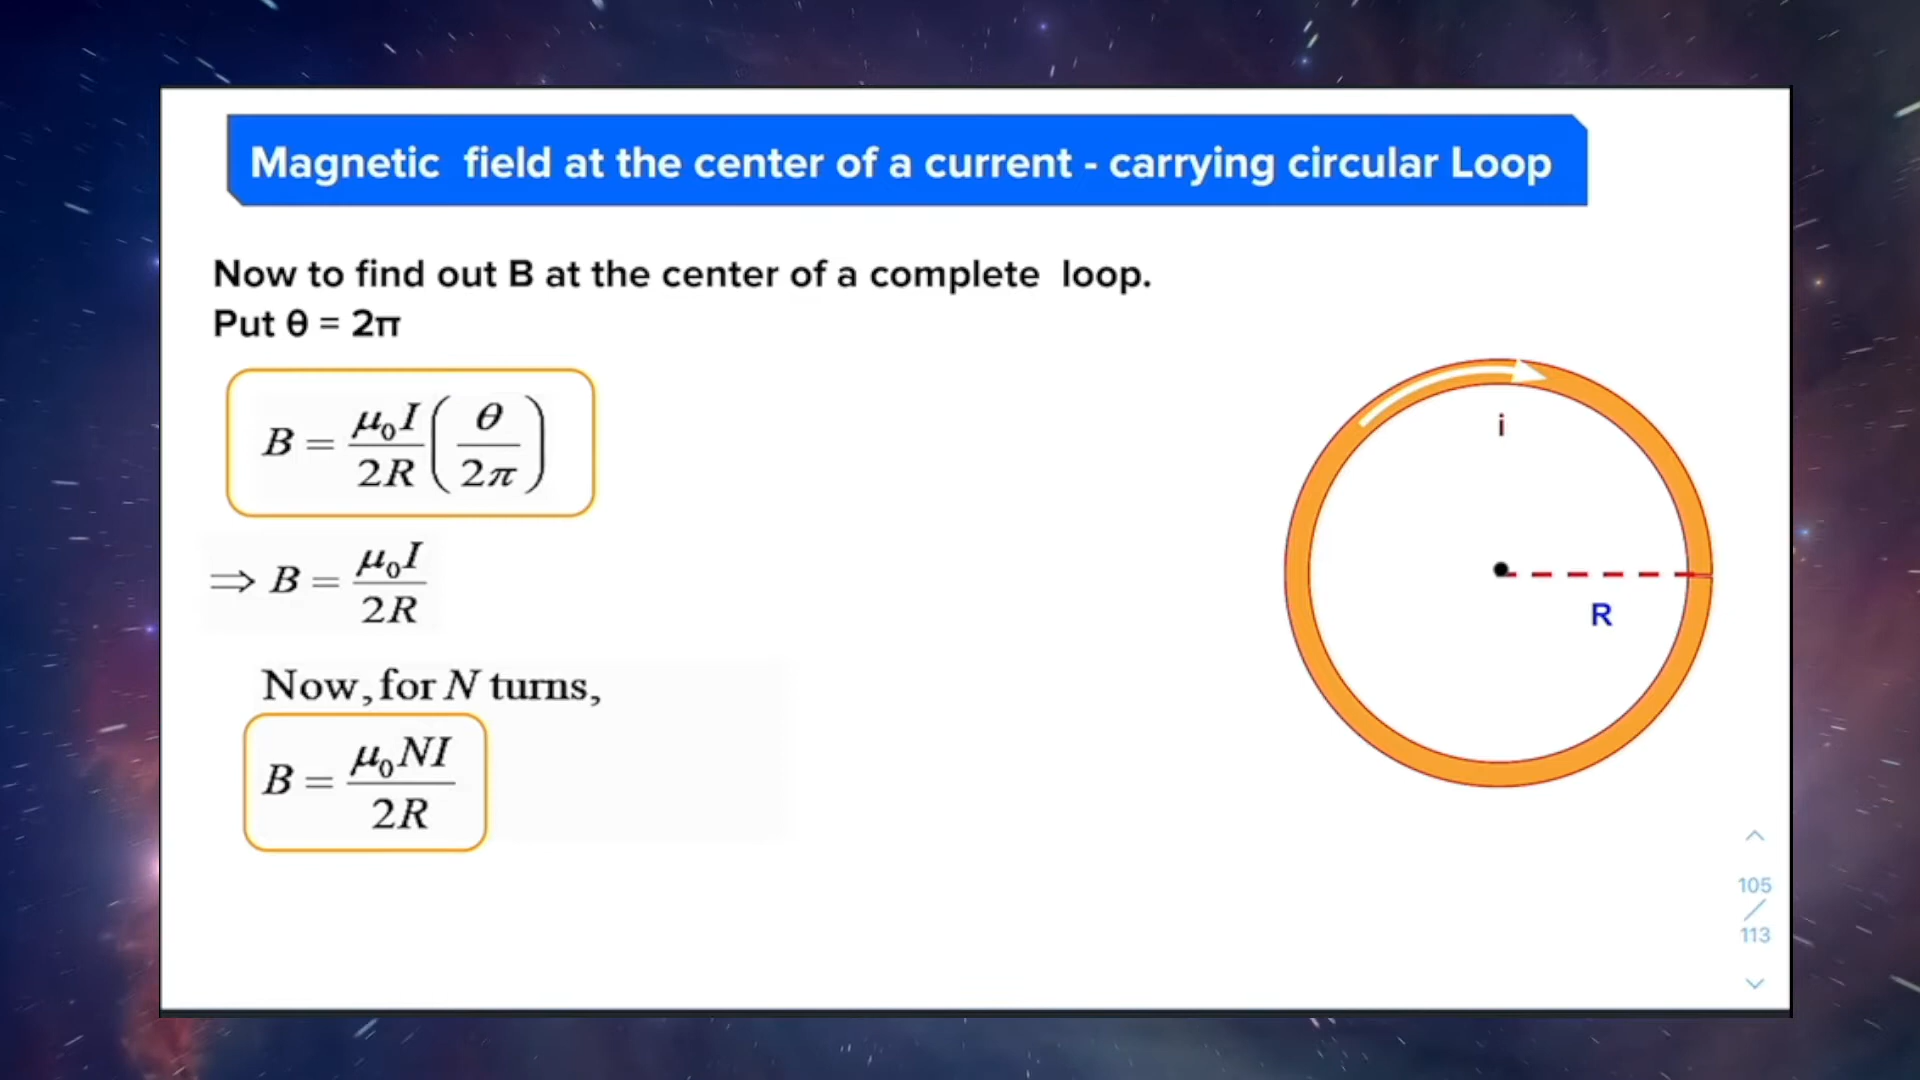 Magnetic field at the center of a current - carrying circular Loop
Now to find out B at the center of a complete loop.
Put θ = 2π
B = μ₀I/2R (θ/2π)
⇒ B = μ₀I/2R
Now, for N turns,
B = μ₀NI/2R
i
R
105
/
113